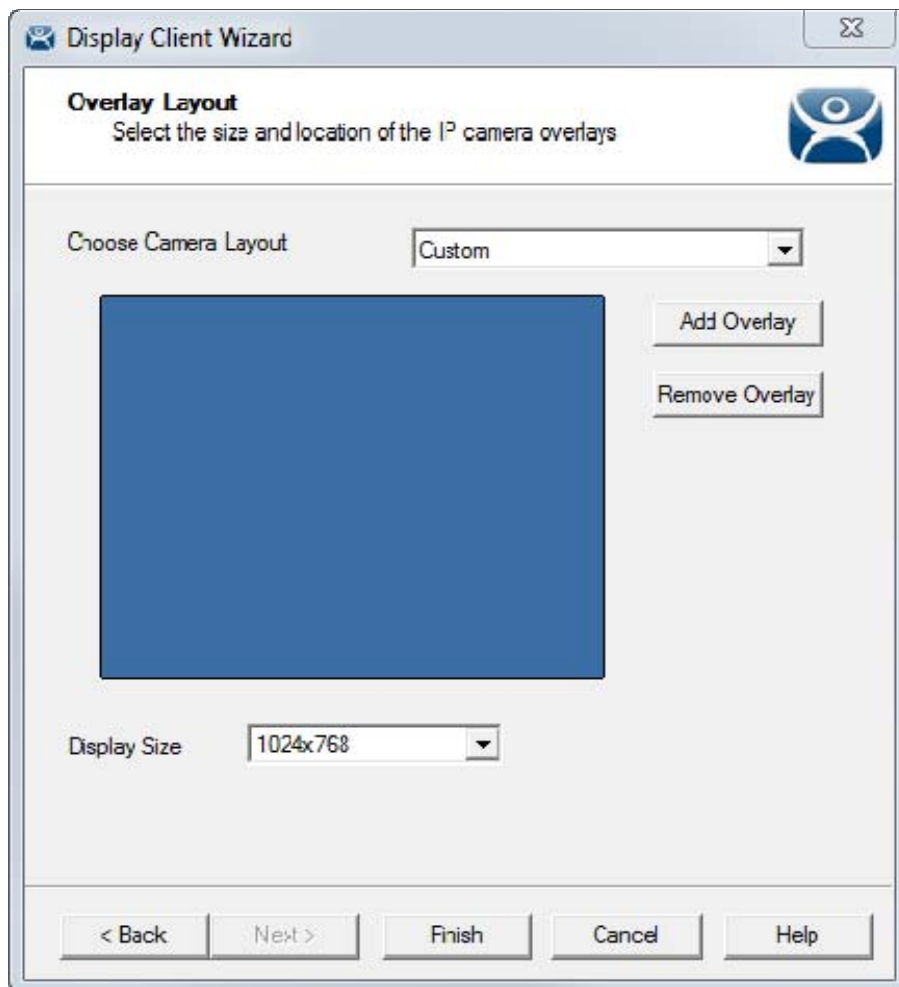 Display Client Wizard
Overlay Layout
Select the size and location of the IP camera overlays
Choose Camera Layout
Custom
Add Overlay
Remove Overlay
Display Size
1024x768
< Back
Next >
Finish
Cancel
Help